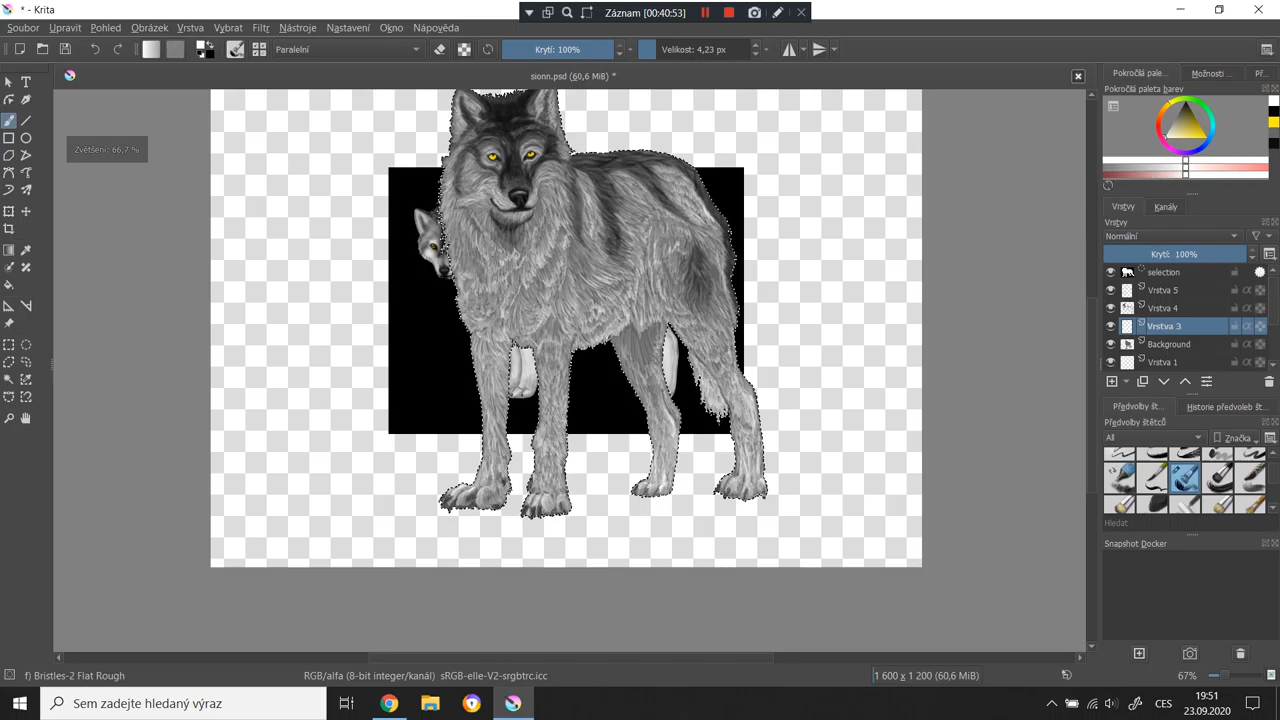 * - Krita
Záznam (00:40:53)
Soubor Upravit Pohled Obrázek Vrstva Vybrat Filtr Nástroje Nastavení Okno Nápověda
Paralelní
Krytí: 100%
Velikost: 4,23 px
sionn.psd (60,6 MiB) *
Zvětšení: 66,7 %
Pokročilá pale... Možnosti ... Př...
Pokročilá paleta barev
Vrstvy Kanály
Vrstvy
Normální
Krytí: 100%
selection
Vrstva 5
Vrstva 4
Vrstva 3
Background
Vrstva 1
Předvolby št... Historie předvoleb št...
Předvolby štětců
All
Značka
Hledat
Snapshot Docker
f) Bristles-2 Flat Rough
RGB/alfa (8-bit integer/kanál) sRGB-elle-V2-srgbtrc.icc
1 600 x 1 200 (60,6 MiB)
67%
Sem zadejte hledaný výraz
CES
19:51
23.09.2020